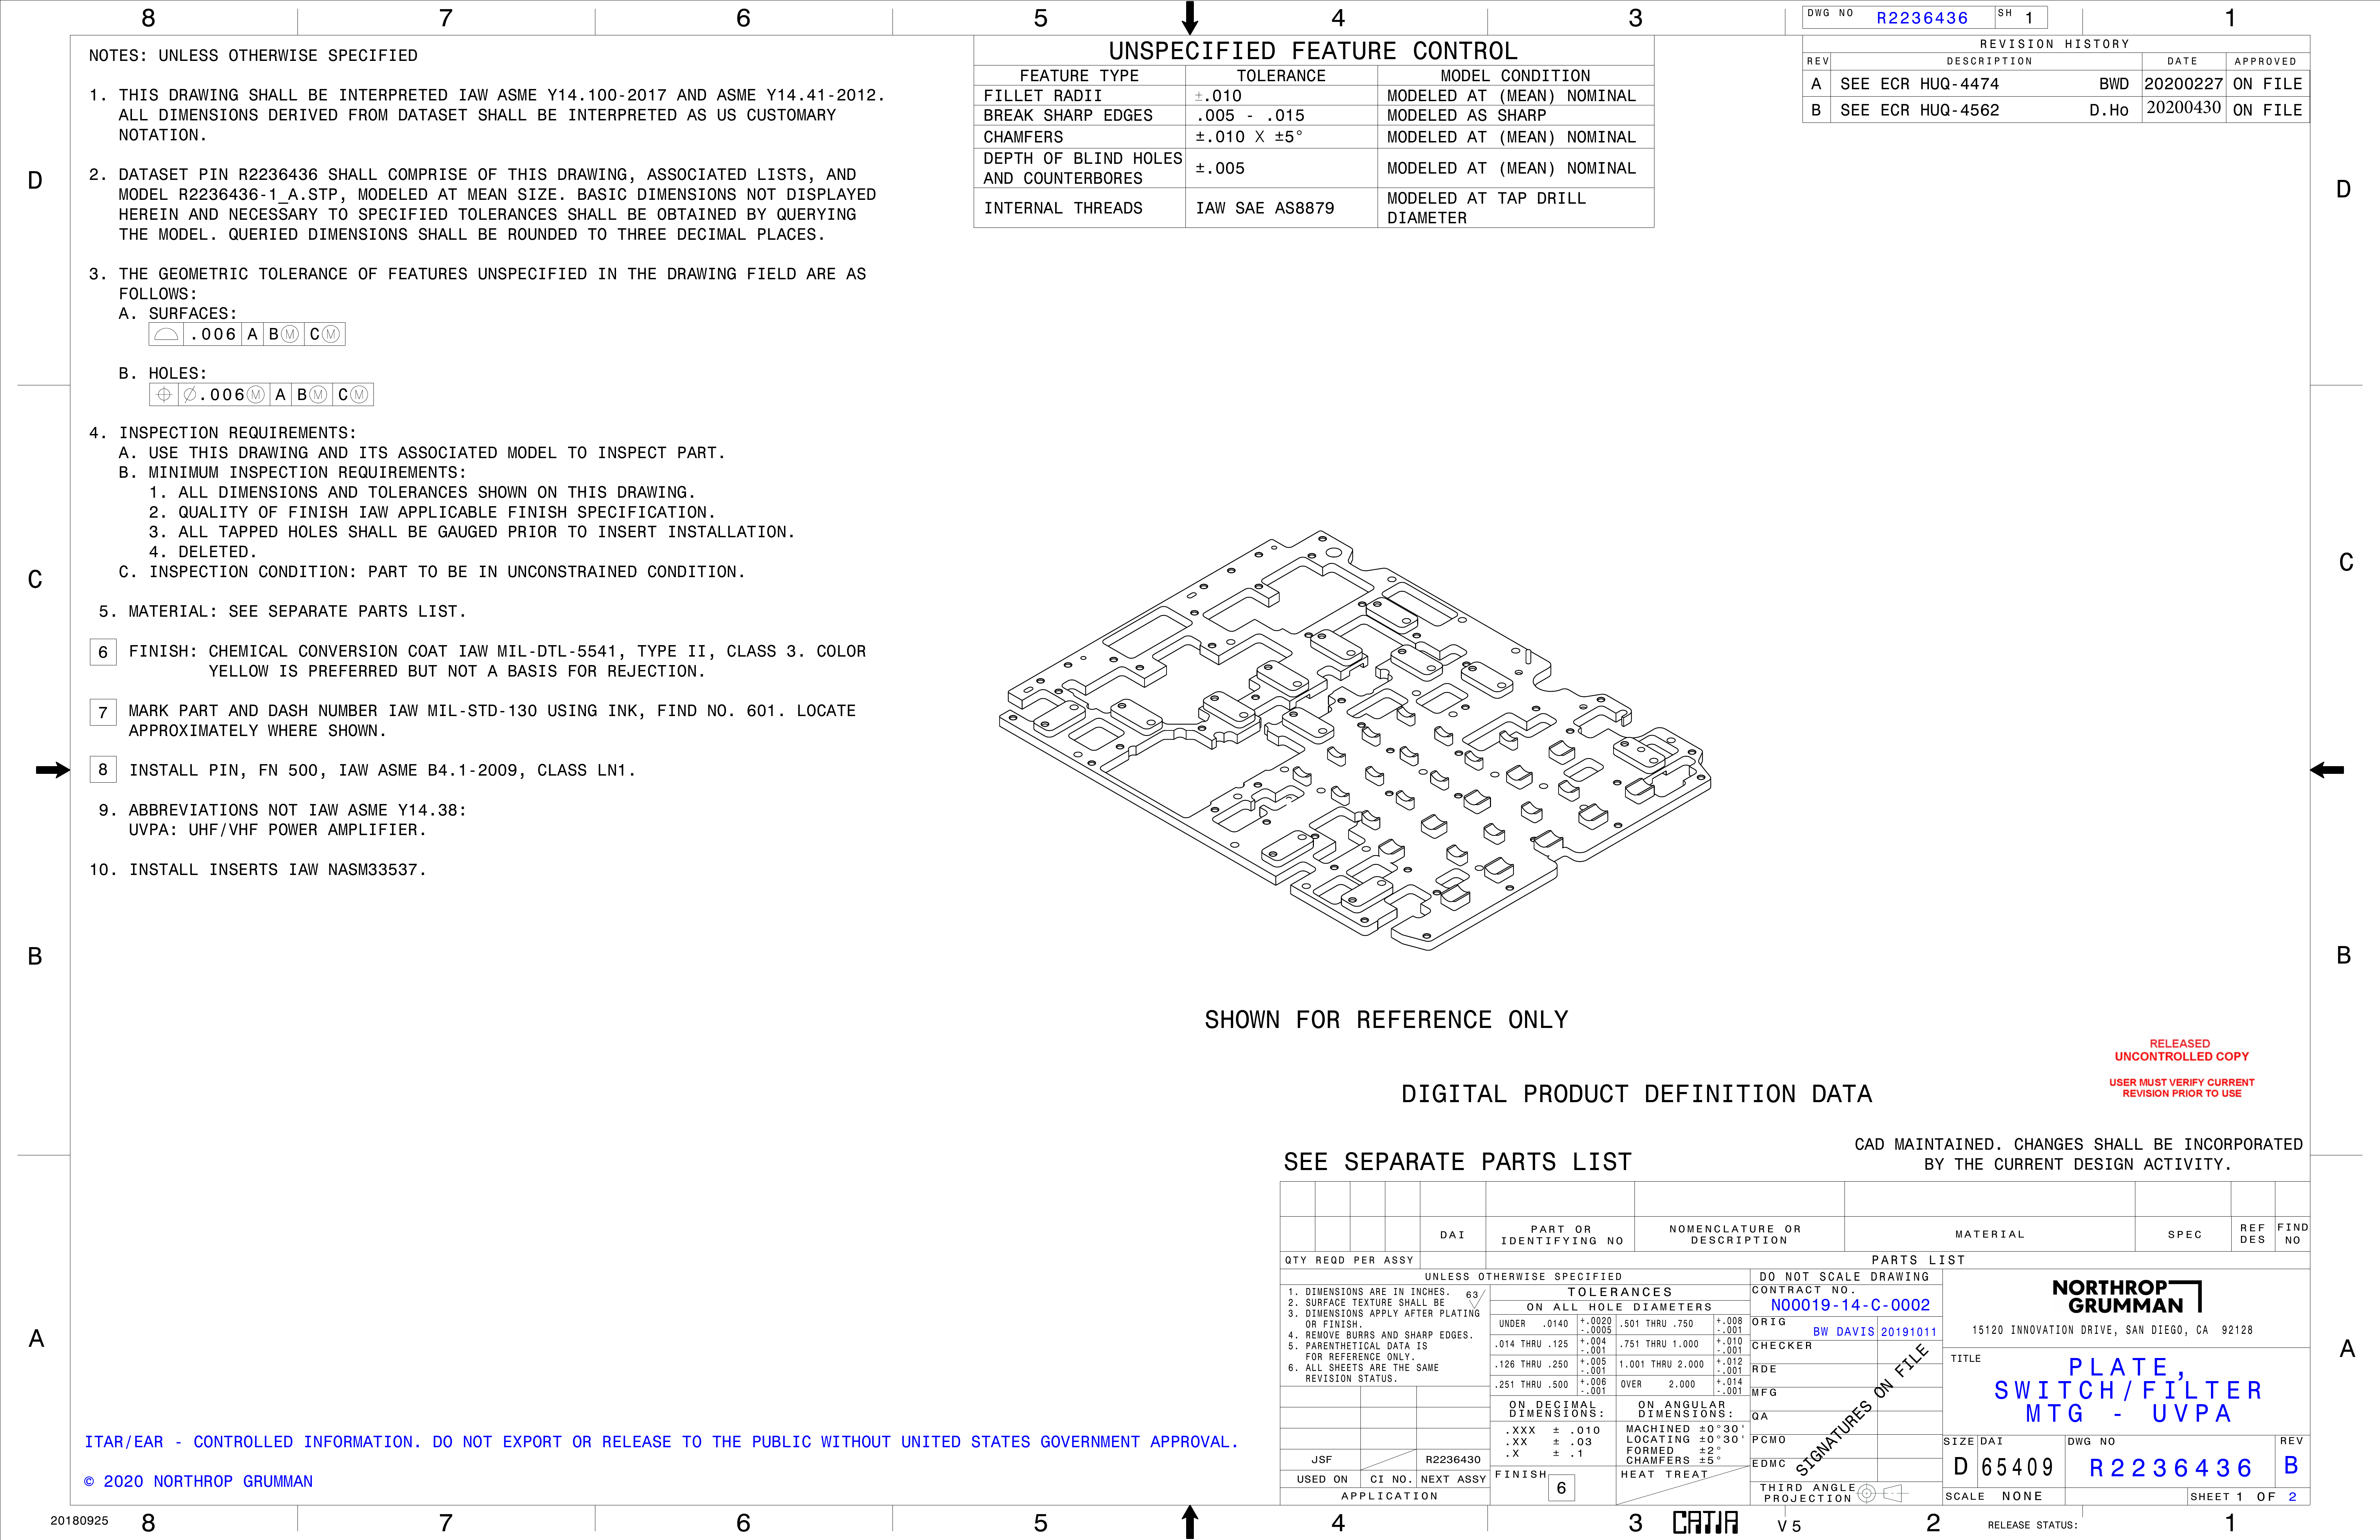 8 7 6 5 4 3 1
DWG NO R2236436 SH 1
NOTES: UNLESS OTHERWISE SPECIFIED
1. THIS DRAWING SHALL BE INTERPRETED IAW ASME Y14.100-2017 AND ASME Y14.41-2012.
ALL DIMENSIONS DERIVED FROM DATASET SHALL BE INTERPRETED AS US CUSTOMARY
NOTATION.
2. DATASET PIN R2236436 SHALL COMPRISE OF THIS DRAWING, ASSOCIATED LISTS, AND
MODEL R2236436-1_A.STP, MODELED AT MEAN SIZE. BASIC DIMENSIONS NOT DISPLAYED
HEREIN AND NECESSARY TO SPECIFIED TOLERANCES SHALL BE OBTAINED BY QUERYING
THE MODEL. QUERIED DIMENSIONS SHALL BE ROUNDED TO THREE DECIMAL PLACES.
3. THE GEOMETRIC TOLERANCE OF FEATURES UNSPECIFIED IN THE DRAWING FIELD ARE AS
FOLLOWS:
A. SURFACES:
⌓ .006 A BⓂ CⓂ
B. HOLES:
⌖ ⌀.006Ⓜ A BⓂ CⓂ
4. INSPECTION REQUIREMENTS:
A. USE THIS DRAWING AND ITS ASSOCIATED MODEL TO INSPECT PART.
B. MINIMUM INSPECTION REQUIREMENTS:
1. ALL DIMENSIONS AND TOLERANCES SHOWN ON THIS DRAWING.
2. QUALITY OF FINISH IAW APPLICABLE FINISH SPECIFICATION.
3. ALL TAPPED HOLES SHALL BE GAUGED PRIOR TO INSERT INSTALLATION.
4. DELETED.
C. INSPECTION CONDITION: PART TO BE IN UNCONSTRAINED CONDITION.
5. MATERIAL: SEE SEPARATE PARTS LIST.
6 FINISH: CHEMICAL CONVERSION COAT IAW MIL-DTL-5541, TYPE II, CLASS 3. COLOR
YELLOW IS PREFERRED BUT NOT A BASIS FOR REJECTION.
7 MARK PART AND DASH NUMBER IAW MIL-STD-130 USING INK, FIND NO. 601. LOCATE
APPROXIMATELY WHERE SHOWN.
8 INSTALL PIN, FN 500, IAW ASME B4.1-2009, CLASS LN1.
9. ABBREVIATIONS NOT IAW ASME Y14.38:
UVPA: UHF/VHF POWER AMPLIFIER.
10. INSTALL INSERTS IAW NASM33537.
UNSPECIFIED FEATURE CONTROL
FEATURE TYPE TOLERANCE MODEL CONDITION
FILLET RADII ±.010 MODELED AT (MEAN) NOMINAL
BREAK SHARP EDGES .005 - .015 MODELED AS SHARP
CHAMFERS ±.010 X ±5° MODELED AT (MEAN) NOMINAL
DEPTH OF BLIND HOLES
AND COUNTERBORES ±.005 MODELED AT (MEAN) NOMINAL
INTERNAL THREADS IAW SAE AS8879 MODELED AT TAP DRILL
DIAMETER
REVISION HISTORY
REV DESCRIPTION DATE APPROVED
A SEE ECR HUQ-4474 BWD 20200227 ON FILE
B SEE ECR HUQ-4562 D.Ho 20200430 ON FILE
D D
C C
B B
A A
SHOWN FOR REFERENCE ONLY
RELEASED
UNCONTROLLED COPY
USER MUST VERIFY CURRENT
REVISION PRIOR TO USE
DIGITAL PRODUCT DEFINITION DATA
SEE SEPARATE PARTS LIST
CAD MAINTAINED. CHANGES SHALL BE INCORPORATED
BY THE CURRENT DESIGN ACTIVITY.
DAI PART OR
IDENTIFYING NO NOMENCLATURE OR
DESCRIPTION MATERIAL SPEC REF
DES FIND
NO
QTY REQD PER ASSY PARTS LIST
UNLESS OTHERWISE SPECIFIED
1. DIMENSIONS ARE IN INCHES.
2. SURFACE TEXTURE SHALL BE 63
3. DIMENSIONS APPLY AFTER PLATING
OR FINISH.
4. REMOVE BURRS AND SHARP EDGES.
5. PARENTHETICAL DATA IS
FOR REFERENCE ONLY.
6. ALL SHEETS ARE THE SAME
REVISION STATUS.
TOLERANCES
ON ALL HOLE DIAMETERS
UNDER .0140 +.0020 -.0005 .501 THRU .750 +.008 -.001
.014 THRU .125 +.004 -.001 .751 THRU 1.000 +.010 -.001
.126 THRU .250 +.005 -.001 1.001 THRU 2.000 +.012 -.001
.251 THRU .500 +.006 -.001 OVER 2.000 +.014 -.001
ON DECIMAL
DIMENSIONS:
.XXX ± .010
.XX ± .03
.X ± .1
ON ANGULAR
DIMENSIONS:
MACHINED ±0°30'
LOCATING ±0°30'
FORMED ±2°
CHAMFERS ±5°
FINISH 6
HEAT TREAT
JSF R2236430
USED ON CI NO. NEXT ASSY
APPLICATION
DO NOT SCALE DRAWING
CONTRACT NO.
N00019-14-C-0002
ORIG BW DAVIS 20191011
CHECKER
RDE
MFG
QA
PCMO
EDMC
SIGNATURES ON FILE
THIRD ANGLE
PROJECTION
NORTHROP
GRUMMAN
15120 INNOVATION DRIVE, SAN DIEGO, CA 92128
TITLE
PLATE,
SWITCH/FILTER
MTG - UVPA
SIZE D DAI 65409 DWG NO R2236436 REV B
SCALE NONE SHEET 1 OF 2
ITAR/EAR - CONTROLLED INFORMATION. DO NOT EXPORT OR RELEASE TO THE PUBLIC WITHOUT UNITED STATES GOVERNMENT APPROVAL.
© 2020 NORTHROP GRUMMAN
20180925 8 7 6 5 4 3 CATIA V5 2 RELEASE STATUS: 1